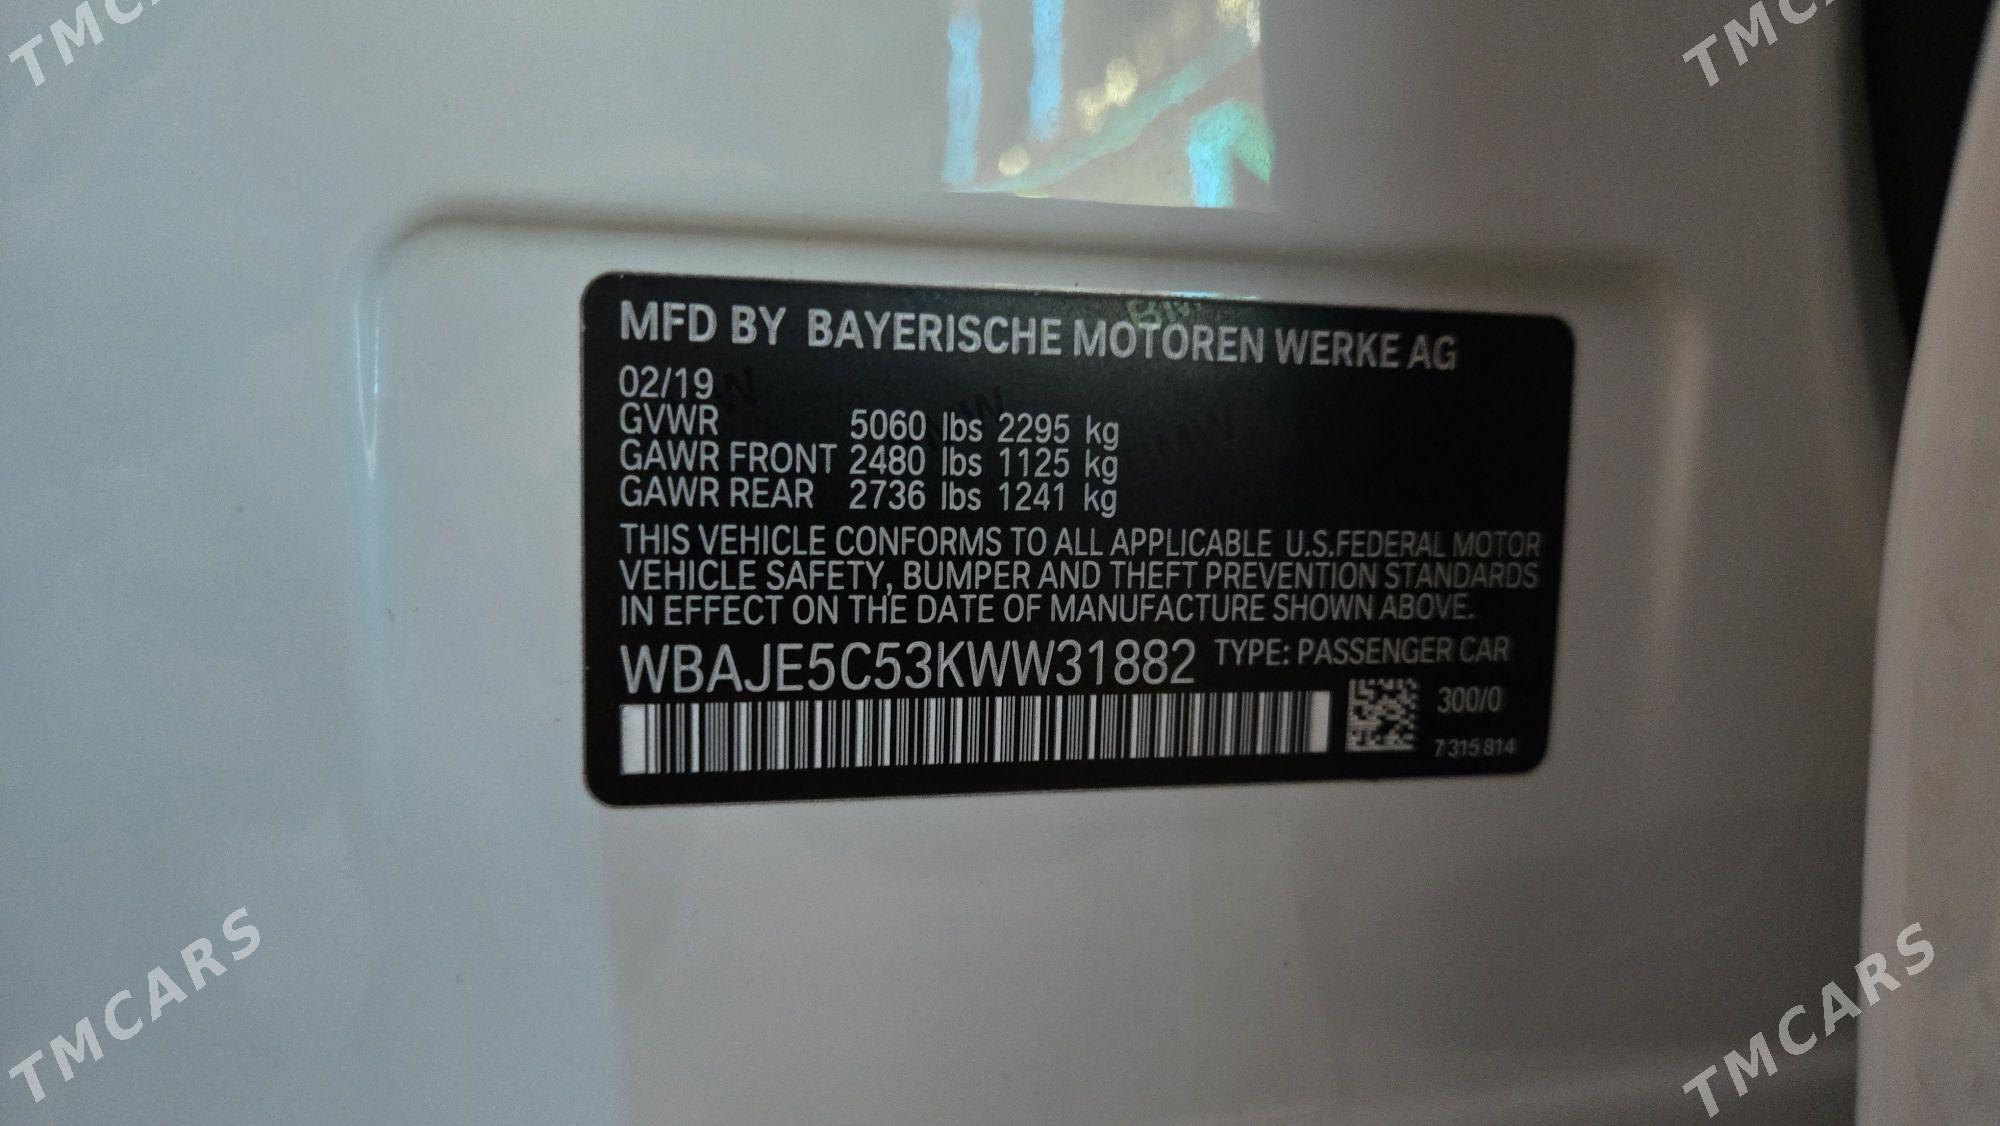 TMCARS
TMCARS
MFD BY BAYERISCHE MOTOREN WERKE AG
02/19
GVWR 5060 lbs 2295 kg
GAWR FRONT 2480 lbs 1125 kg
GAWR REAR 2736 lbs 1241 kg
THIS VEHICLE CONFORMS TO ALL APPLICABLE U.S.FEDERAL MOTOR
VEHICLE SAFETY, BUMPER AND THEFT PREVENTION STANDARDS
IN EFFECT ON THE DATE OF MANUFACTURE SHOWN ABOVE.
WBAJE5C53KWW31882 TYPE: PASSENGER CAR
300/0
7 315 814
TMCARS
TMCARS